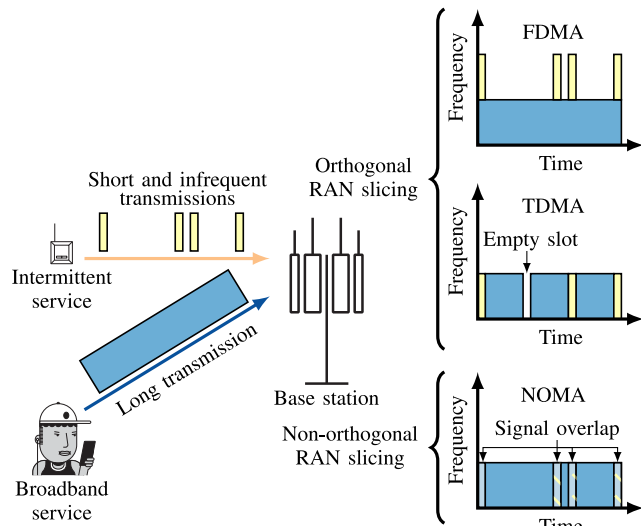 FDMA
Frequency
Time
Orthogonal
RAN slicing
Short and infrequent
transmissions
Intermittent
service
TDMA
Empty slot
Frequency
Time
Long transmission
Base station
Broadband
service
Non-orthogonal
RAN slicing
NOMA
Signal overlap
Frequency
Time